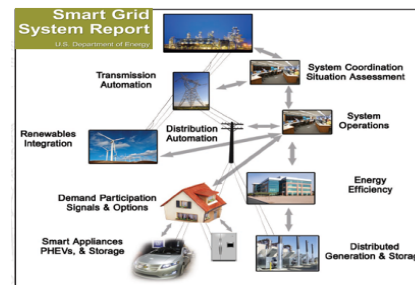 Smart Grid
System Report
U.S. Department of Energy
Transmission
Automation
System Coordination
Situation Assessment
Renewables
Integration
Distribution
Automation
System
Operations
Demand Participation
Signals & Options
Energy
Efficiency
Smart Appliances
PHEVs, & Storage
Distributed
Generation & Storage